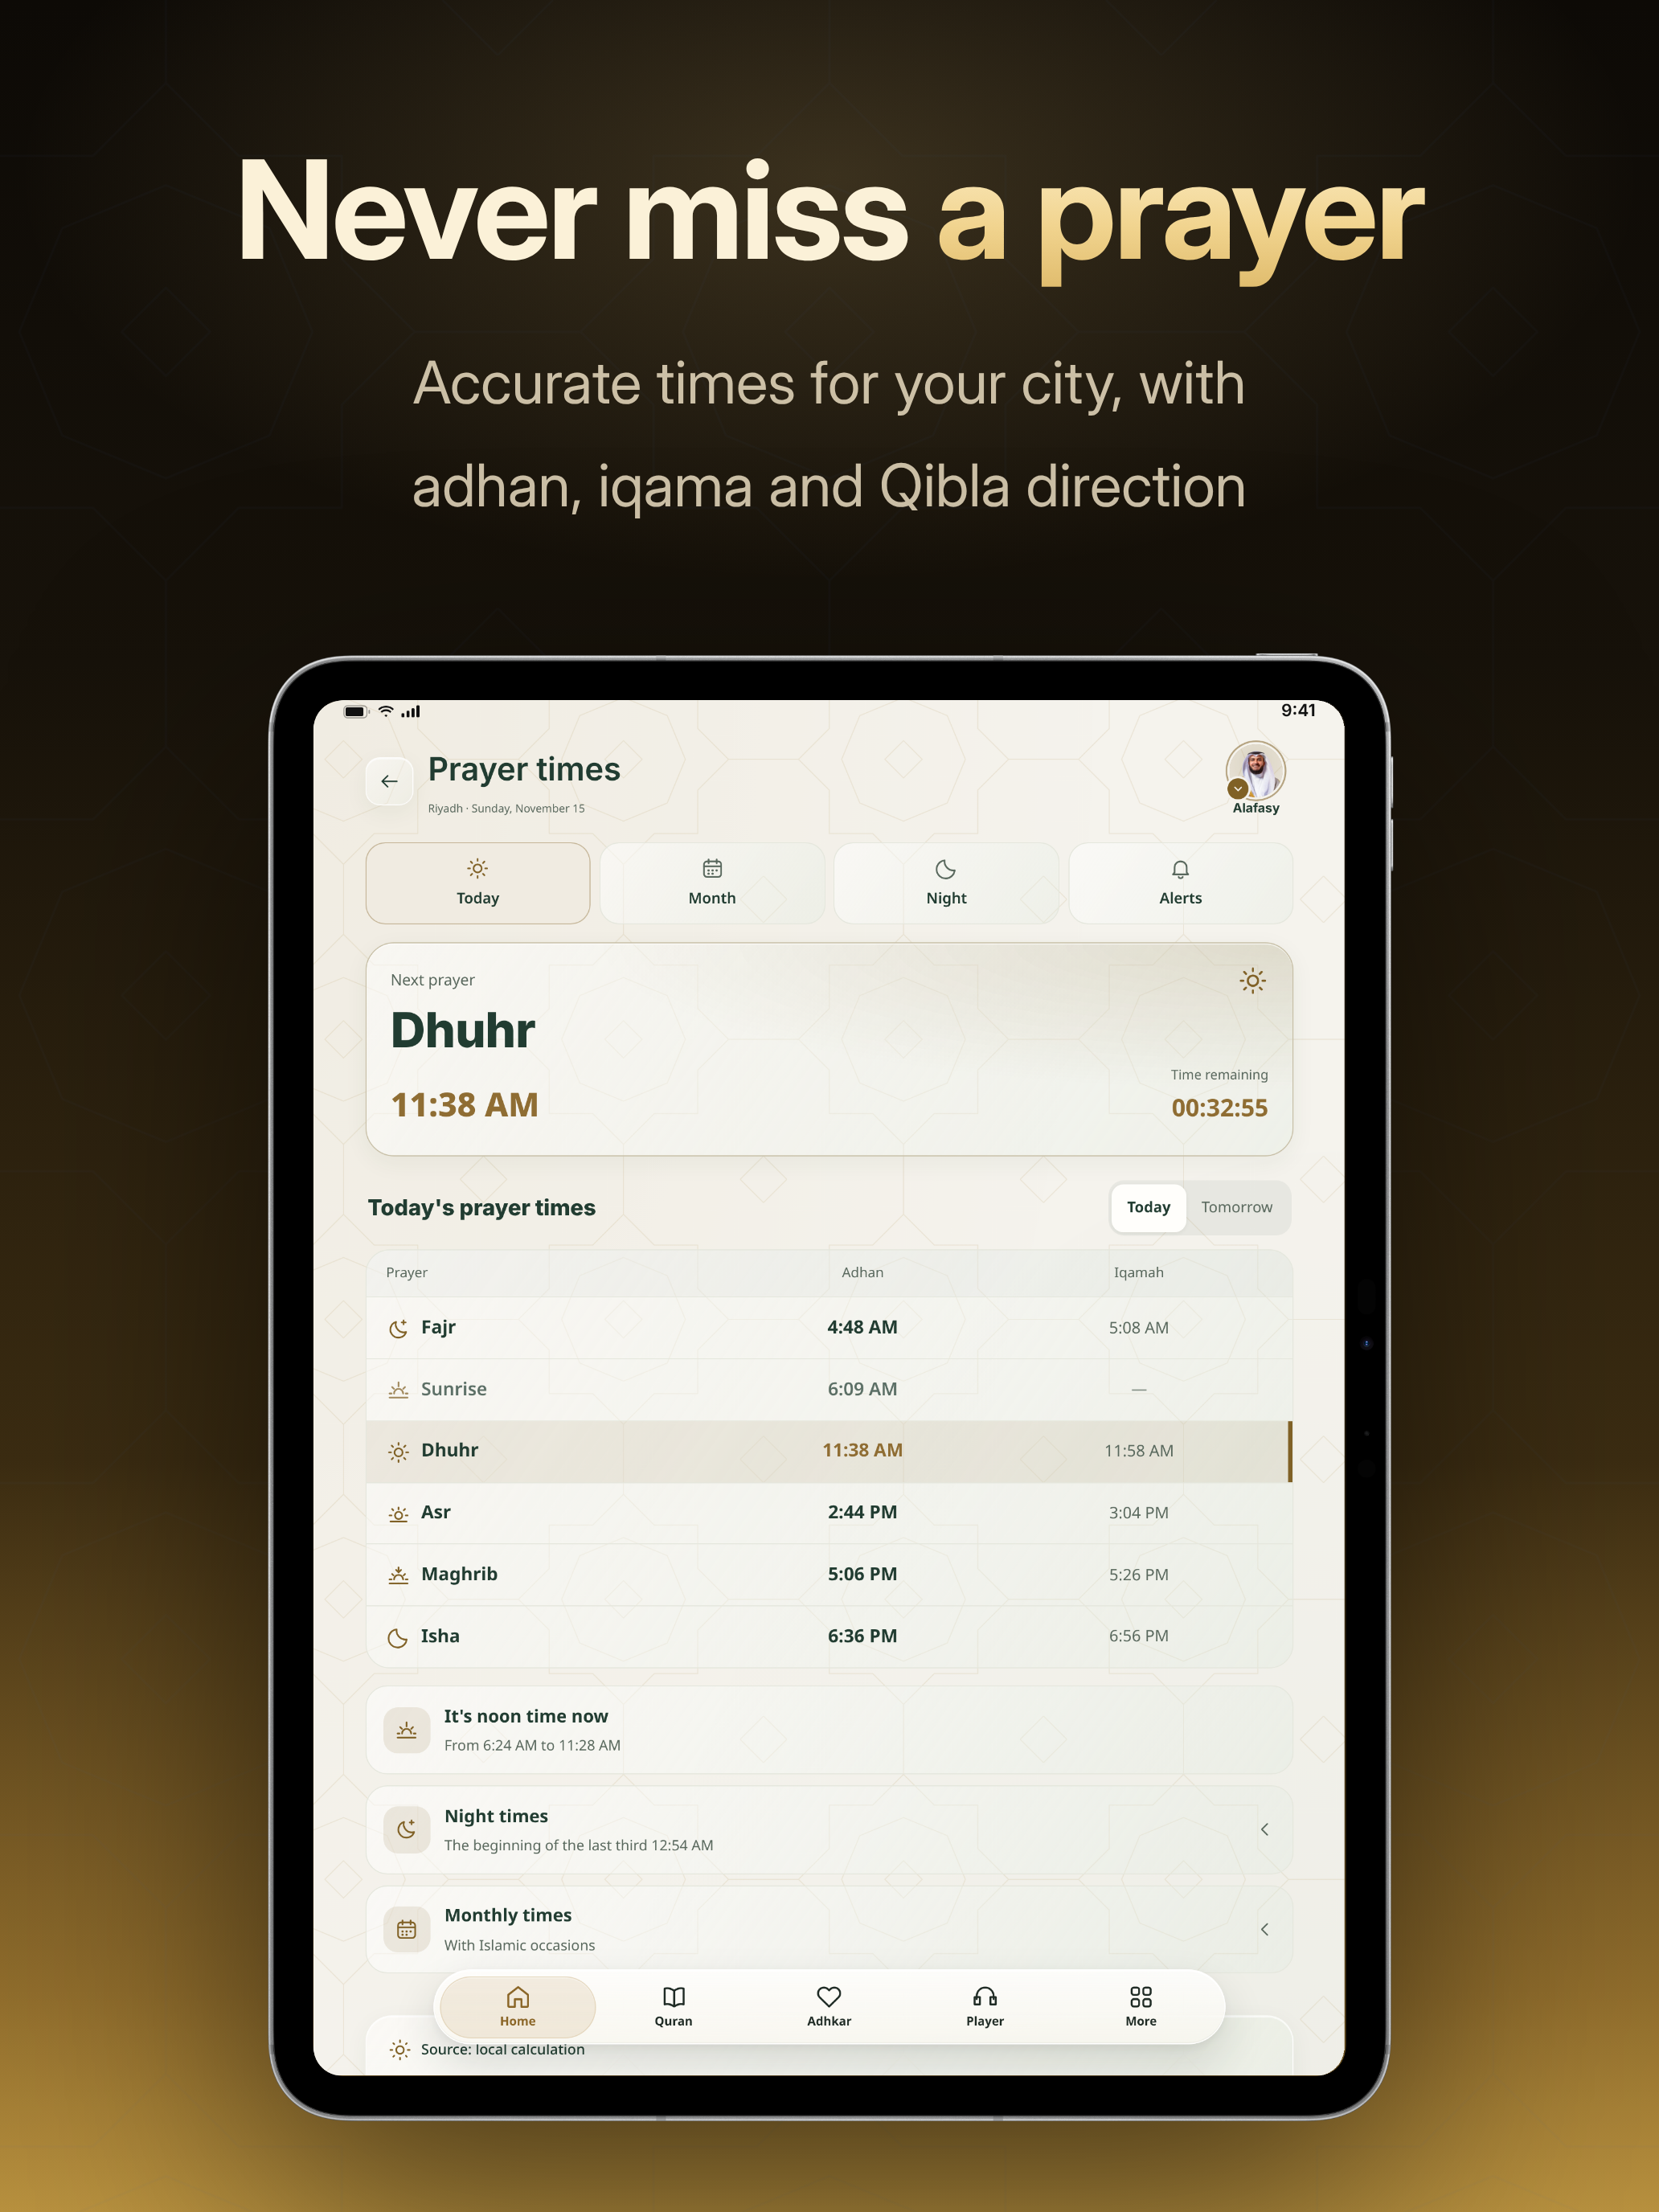 Never miss a prayer
Accurate times for your city, with
adhan, iqama and Qibla direction
9:41
Prayer times
Riyadh · Sunday, November 15
Alafasy
Today
Month
Night
Alerts
Next prayer
Dhuhr
11:38 AM
Time remaining
00:32:55
Today's prayer times
Today
Tomorrow
Prayer Adhan Iqamah
Fajr 4:48 AM 5:08 AM
Sunrise 6:09 AM —
Dhuhr 11:38 AM 11:58 AM
Asr 2:44 PM 3:04 PM
Maghrib 5:06 PM 5:26 PM
Isha 6:36 PM 6:56 PM
It's noon time now
From 6:24 AM to 11:28 AM
Night times
The beginning of the last third 12:54 AM
Monthly times
With Islamic occasions
Home
Quran
Adhkar
Player
More
Source: local calculation